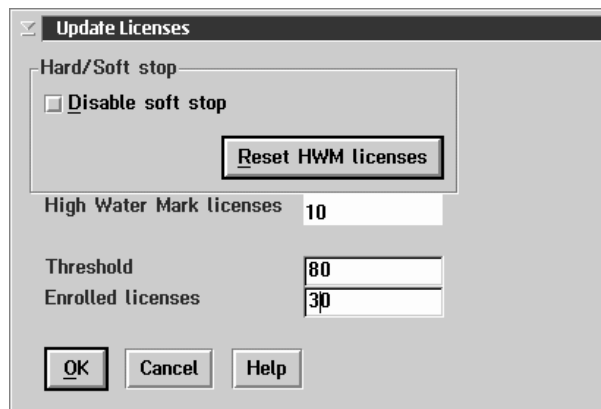 Update Licenses
Hard/Soft stop
Disable soft stop
Reset HWM licenses
High Water Mark licenses 10
Threshold 80
Enrolled licenses 30
OK Cancel Help